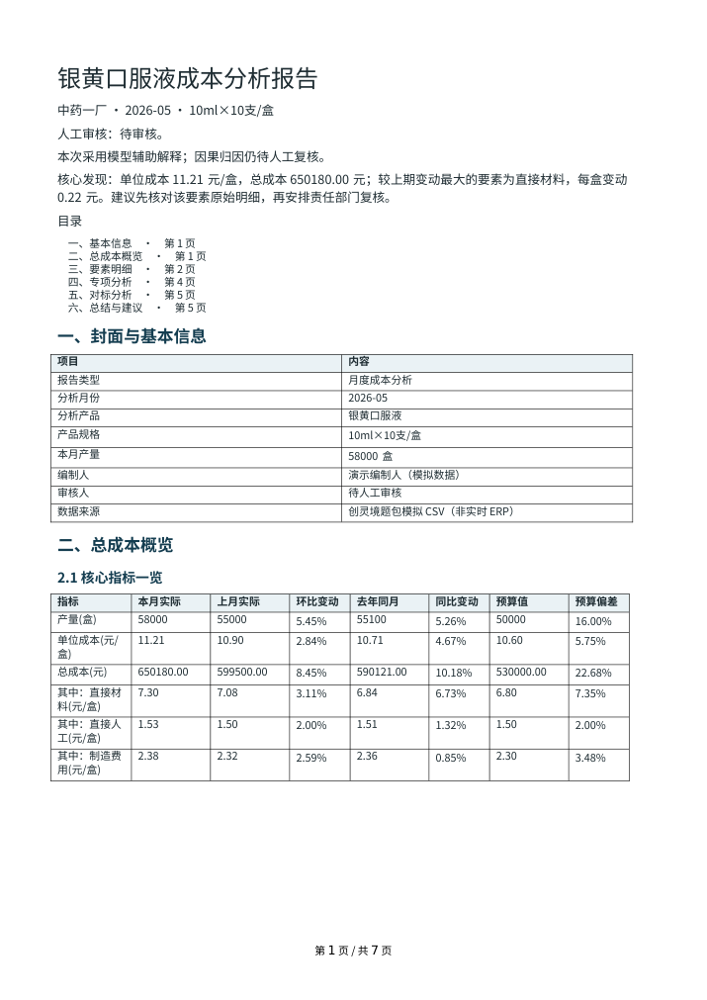 银黄口服液成本分析报告
中药一厂 · 2026-05 · 10ml×10支/盒
人工审核：待审核。
本次采用模型辅助解释；因果归因仍待人工复核。
核心发现：单位成本 11.21 元/盒，总成本 650180.00 元；较上期变动最大的要素为直接材料，每盒变动
0.22 元。建议先核对该要素原始明细，再安排责任部门复核。
目录
一、基本信息 · 第 1 页
二、总成本概览 · 第 1 页
三、要素明细 · 第 2 页
四、专项分析 · 第 4 页
五、对标分析 · 第 5 页
六、总结与建议 · 第 5 页
一、封面与基本信息
项目 内容
报告类型 月度成本分析
分析月份 2026-05
分析产品 银黄口服液
产品规格 10ml×10支/盒
本月产量 58000 盒
编制人 演示编制人（模拟数据）
审核人 待人工审核
数据来源 创灵境题包模拟 CSV（非实时 ERP）
二、总成本概览
2.1 核心指标一览
指标 本月实际 上月实际 环比变动 去年同月 同比变动 预算值 预算偏差
产量(盒) 58000 55000 5.45% 55100 5.26% 50000 16.00%
单位成本(元/
盒) 11.21 10.90 2.84% 10.71 4.67% 10.60 5.75%
总成本(元) 650180.00 599500.00 8.45% 590121.00 10.18% 530000.00 22.68%
其中：直接材
料(元/盒) 7.30 7.08 3.11% 6.84 6.73% 6.80 7.35%
其中：直接人
工(元/盒) 1.53 1.50 2.00% 1.51 1.32% 1.50 2.00%
其中：制造费
用(元/盒) 2.38 2.32 2.59% 2.36 0.85% 2.30 3.48%
第 1 页 / 共 7 页